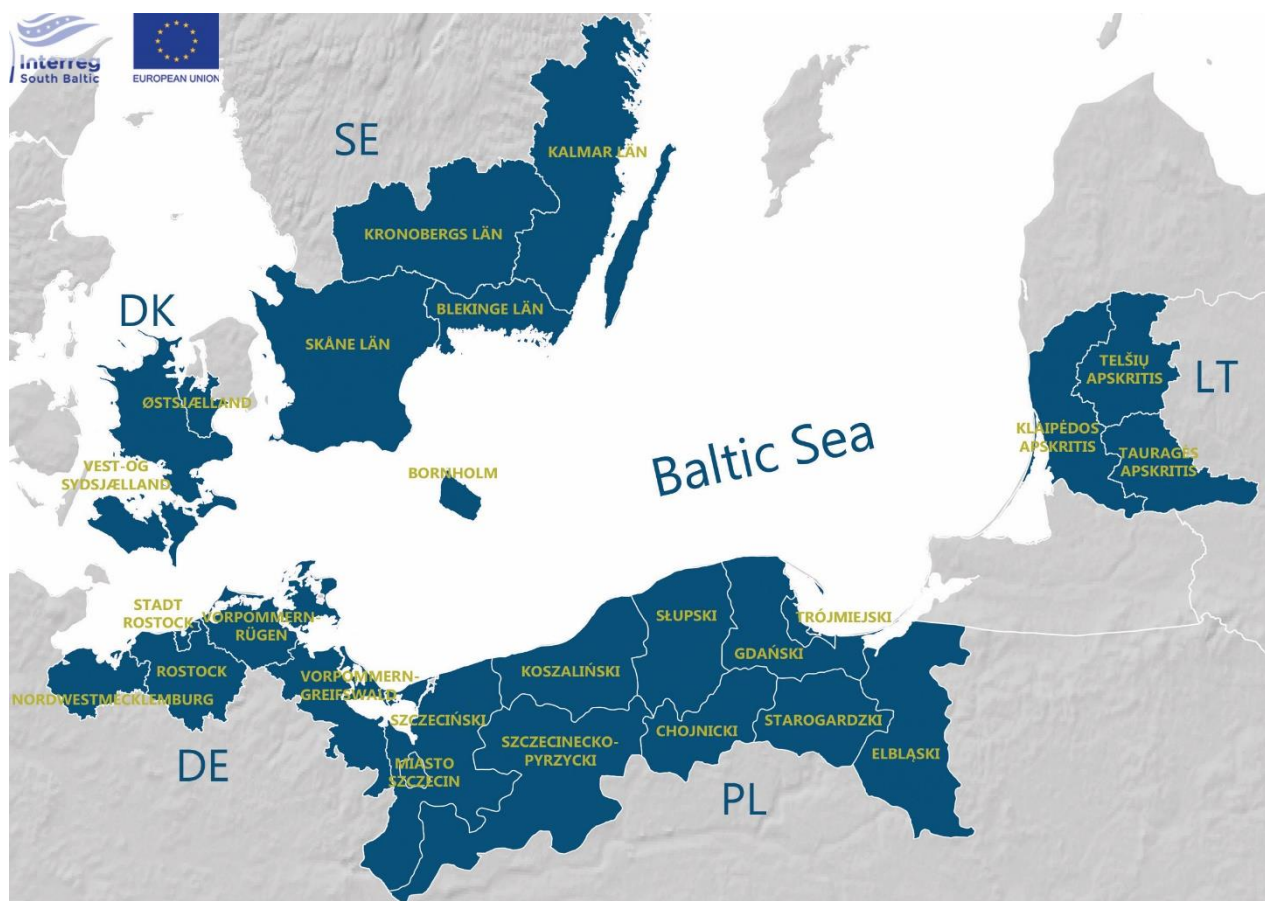 Interreg
South Baltic
EUROPEAN UNION
SE
KALMAR LÄN
KRONOBERGS LÄN
BLEKINGE LÄN
SKÅNE LÄN
DK
ØSTSJÆLLAND
VEST-OG
SYDSJÆLLAND
BORNHOLM
Baltic Sea
TELŠIŲ
APSKRITIS
LT
KLAIPĖDOS
APSKRITIS
TAURAGĖS
APSKRITIS
STADT
ROSTOCK
VORPOMMERN-
RÜGEN
ROSTOCK
NORDWESTMECKLEMBURG
VORPOMMERN-
GREIFSWALD
DE
SŁUPSKI
TRÓJMIEJSKI
GDAŃSKI
KOSZALIŃSKI
SZCZECIŃSKI
MIASTO
SZCZECIN
SZCZECINECKO-
PYRZYCKI
CHOJNICKI
STAROGARDZKI
ELBLĄSKI
PL